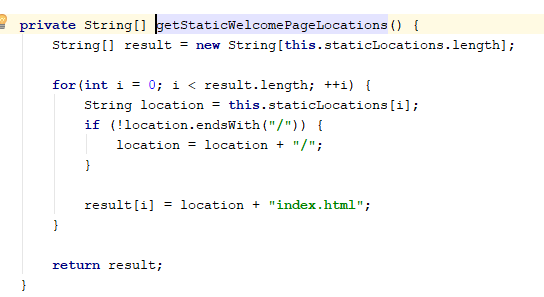 private String[] getStaticWelcomePageLocations() {
    String[] result = new String[this.staticLocations.length];

    for(int i = 0; i < result.length; ++i) {
        String location = this.staticLocations[i];
        if (!location.endsWith("/")) {
            location = location + "/";
        }

        result[i] = location + "index.html";
    }

    return result;
}